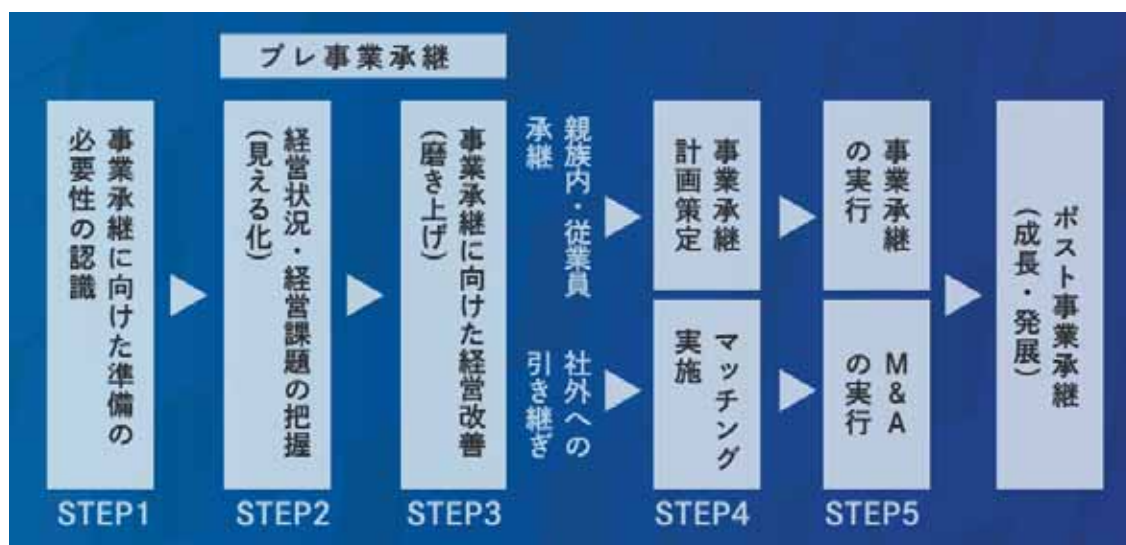 プレ事業承継
事業承継に向けた準備の
必要性の認識
経営状況・経営課題の把握
(見える化)
事業承継に向けた経営改善
(磨き上げ)
親族内・従業員
承継
社外への
引き継ぎ
事業承継
計画策定
マッチング
実施
事業承継
の実行
M&A
の実行
ポスト事業承継
(成長・発展)
STEP1
STEP2
STEP3
STEP4
STEP5